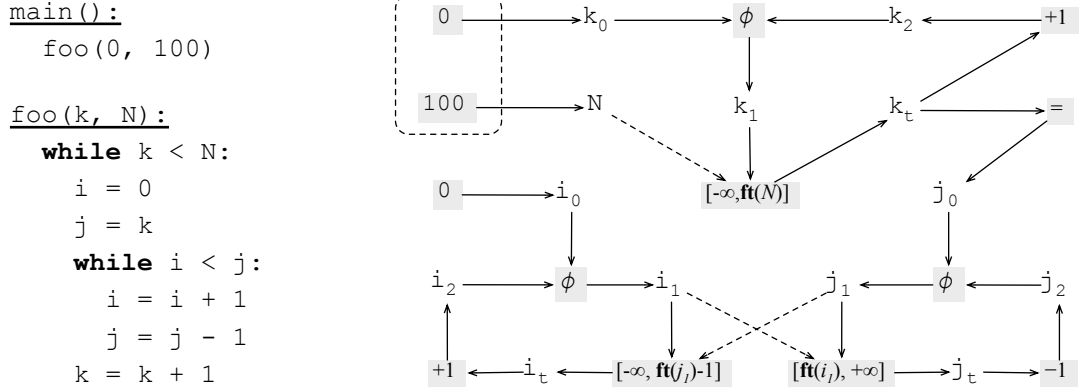 main():
foo(0, 100)
foo(k, N):
while k < N:
i = 0
j = k
while i < j:
i = i + 1
j = j - 1
k = k + 1
0 k0 ϕ k2 +1
100 N k1 kt =
0 i0 [-∞,ft(N)] j0
i2 ϕ i1 j1 ϕ j2
+1 it [-∞, ft(j1)-1] [ft(i1), +∞] jt −1